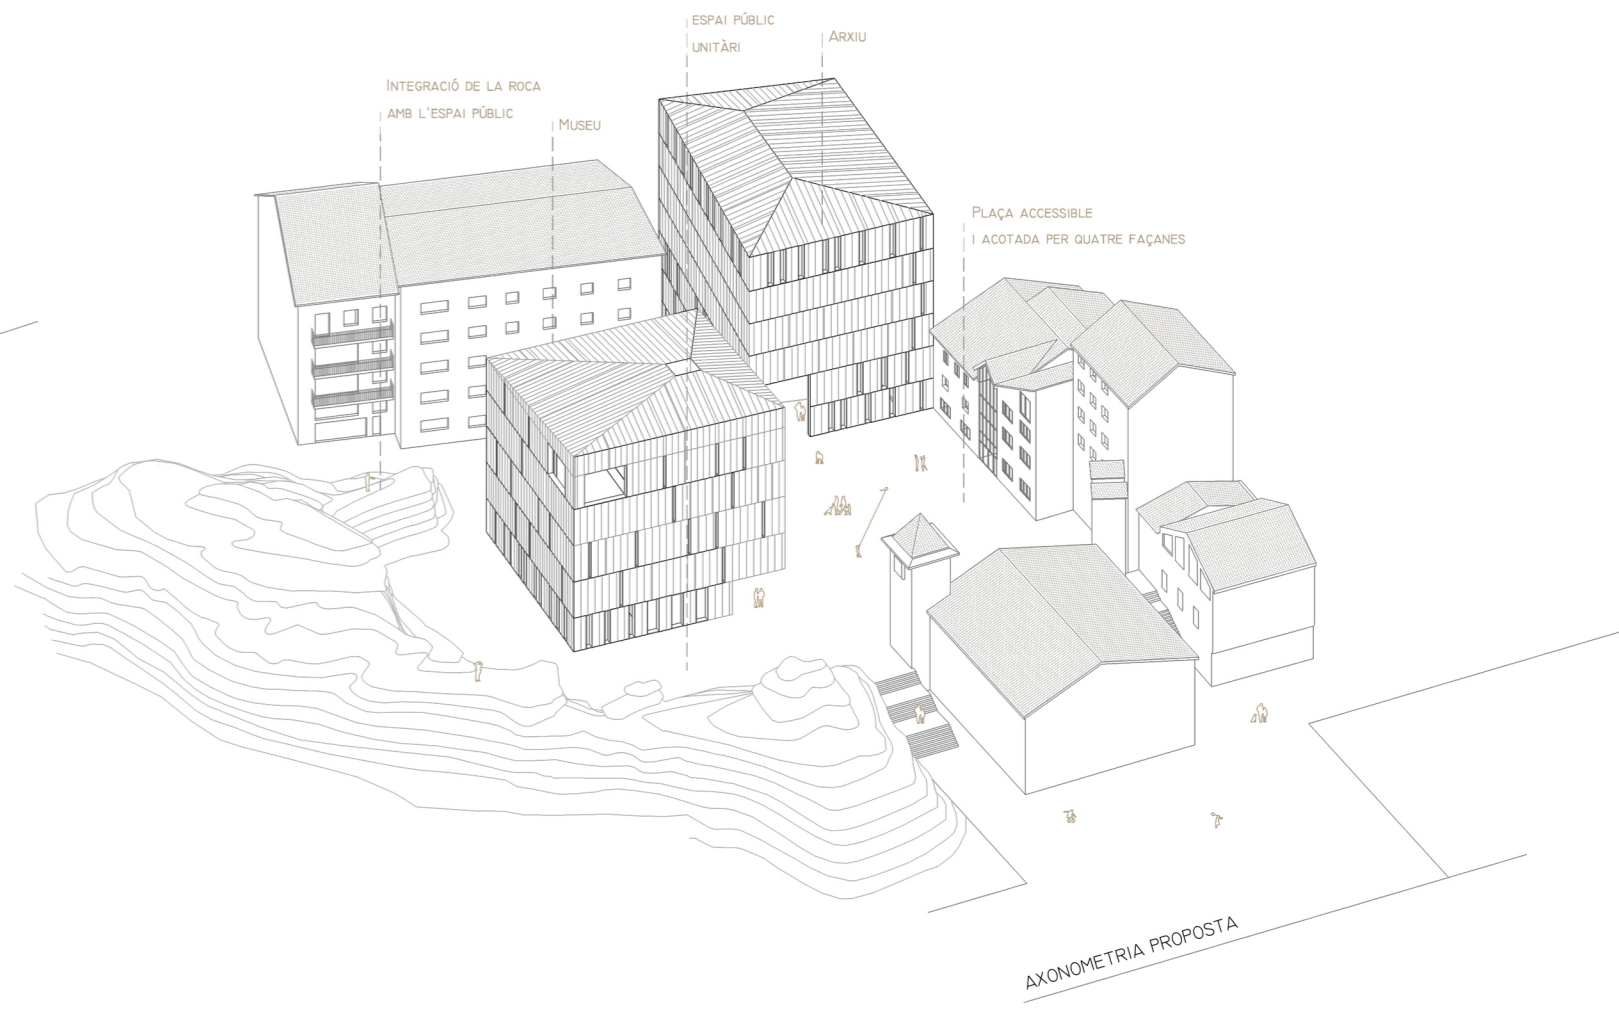 ESPAI PÚBLIC
UNITÀRI
ARXIU
INTEGRACIÓ DE LA ROCA
AMB L'ESPAI PÚBLIC
MUSEU
PLAÇA ACCESSIBLE
I ACOTADA PER QUATRE FAÇANES
AXONOMETRIA PROPOSTA